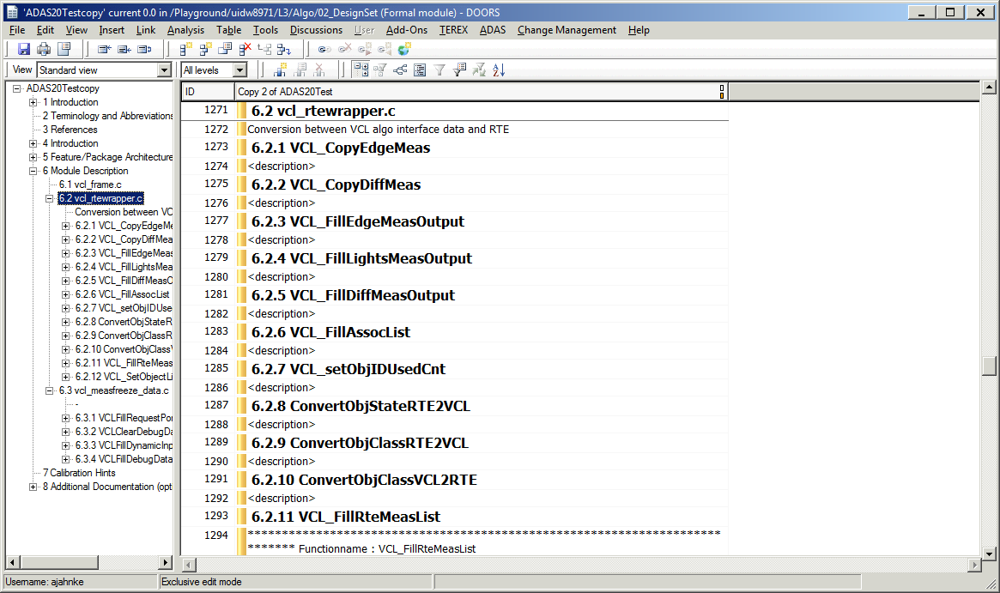 'ADAS20Testcopy' current 0.0 in /Playground/uidw8971/L3/Algo/02_DesignSet (Formal module) - DOORS
File Edit View Insert Link Analysis Table Tools Discussions User Add-Ons TEREX ADAS Change Management Help
View Standard view All levels
ADAS20Testcopy
1 Introduction
2 Terminology and Abbreviations
3 References
4 Introduction
5 Feature/Package Architecture
6 Module Description
6.1 vcl_frame.c
6.2 vcl_rtewrapper.c
Conversion between VC
6.2.1 VCL_CopyEdgeMe
6.2.2 VCL_CopyDiffMea
6.2.3 VCL_FillEdgeMeas
6.2.4 VCL_FillLightsMea
6.2.5 VCL_FillDiffMeasO
6.2.6 VCL_FillAssocList
6.2.7 VCL_setObjIDUse
6.2.8 ConvertObjStateR
6.2.9 ConvertObjClassR
6.2.10 ConvertObjClassV
6.2.11 VCL_FillRteMeas
6.2.12 VCL_SetObjectLi
6.3 vcl_measfreeze_data.c
-
6.3.1 VCLFillRequestPor
6.3.2 VCLClearDebugDa
6.3.3 VCLFillDynamicInp
6.3.4 VCLFillDebugData
7 Calibration Hints
8 Additional Documentation (opti
ID Copy 2 of ADAS20Test
1271 6.2 vcl_rtewrapper.c
1272 Conversion between VCL algo interface data and RTE
1273 6.2.1 VCL_CopyEdgeMeas
1274 <description>
1275 6.2.2 VCL_CopyDiffMeas
1276 <description>
1277 6.2.3 VCL_FillEdgeMeasOutput
1278 <description>
1279 6.2.4 VCL_FillLightsMeasOutput
1280 <description>
1281 6.2.5 VCL_FillDiffMeasOutput
1282 <description>
1283 6.2.6 VCL_FillAssocList
1284 <description>
1285 6.2.7 VCL_setObjIDUsedCnt
1286 <description>
1287 6.2.8 ConvertObjStateRTE2VCL
1288 <description>
1289 6.2.9 ConvertObjClassRTE2VCL
1290 <description>
1291 6.2.10 ConvertObjClassVCL2RTE
1292 <description>
1293 6.2.11 VCL_FillRteMeasList
1294 *********************************************************************
******* Functionname : VCL_FillRteMeasList
Username: ajahnke Exclusive edit mode